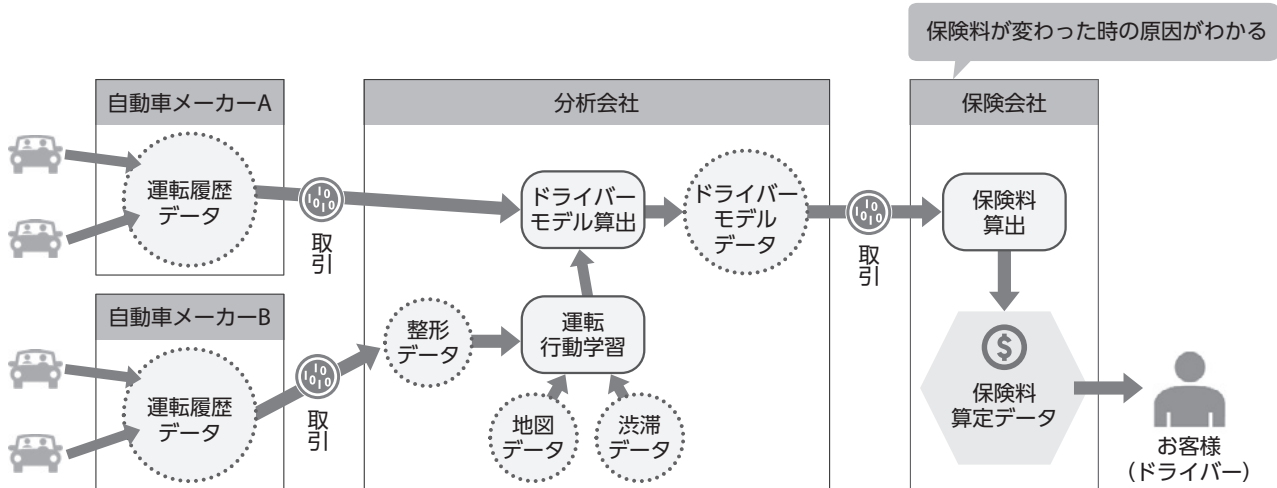 保険料が変わった時の原因がわかる
自動車メーカーA
分析会社
保険会社
運転履歴
データ
取引
ドライバー
モデル算出
ドライバー
モデル
データ
取引
保険料
算出
自動車メーカーB
運転履歴
データ
取引
整形
データ
運転
行動学習
地図
データ
渋滞
データ
$
保険料
算定データ
お客様
（ドライバー）